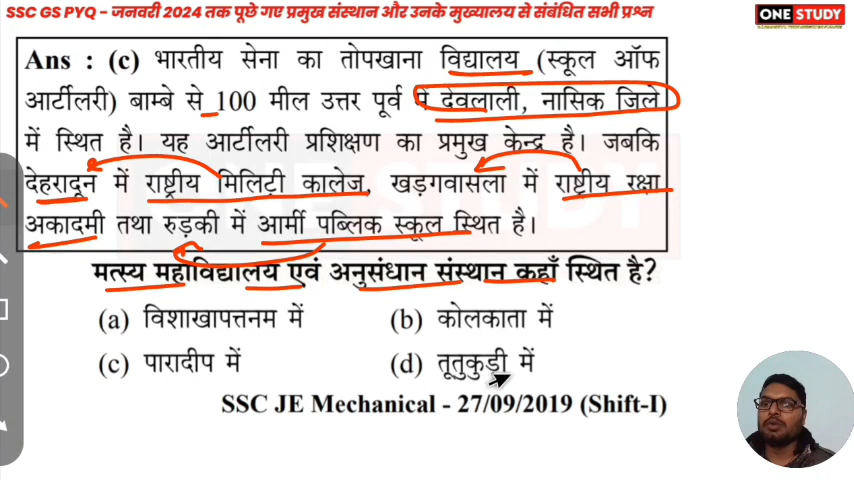 SSC GS PYQ - जनवरी 2024 तक पूछे गए प्रमुख संस्थान और उनके मुख्यालय से संबंधित सभी प्रश्न
ONE STUDY
Ans : (c) भारतीय सेना का तोपखाना विद्यालय (स्कूल ऑफ
आर्टीलरी) बाम्बे से 100 मील उत्तर पूर्व में देवलाली, नासिक जिले
में स्थित है। यह आर्टीलरी प्रशिक्षण का प्रमुख केन्द्र है। जबकि
देहरादून में राष्ट्रीय मिलिट्री कालेज, खड़गवासला में राष्ट्रीय रक्षा
अकादमी तथा रुड़की में आर्मी पब्लिक स्कूल स्थित है।
मत्स्य महाविद्यालय एवं अनुसंधान संस्थान कहाँ स्थित है?
(a) विशाखापत्तनम में (b) कोलकाता में
(c) पारादीप में (d) तूतुकुड़ी में
SSC JE Mechanical - 27/09/2019 (Shift-I)